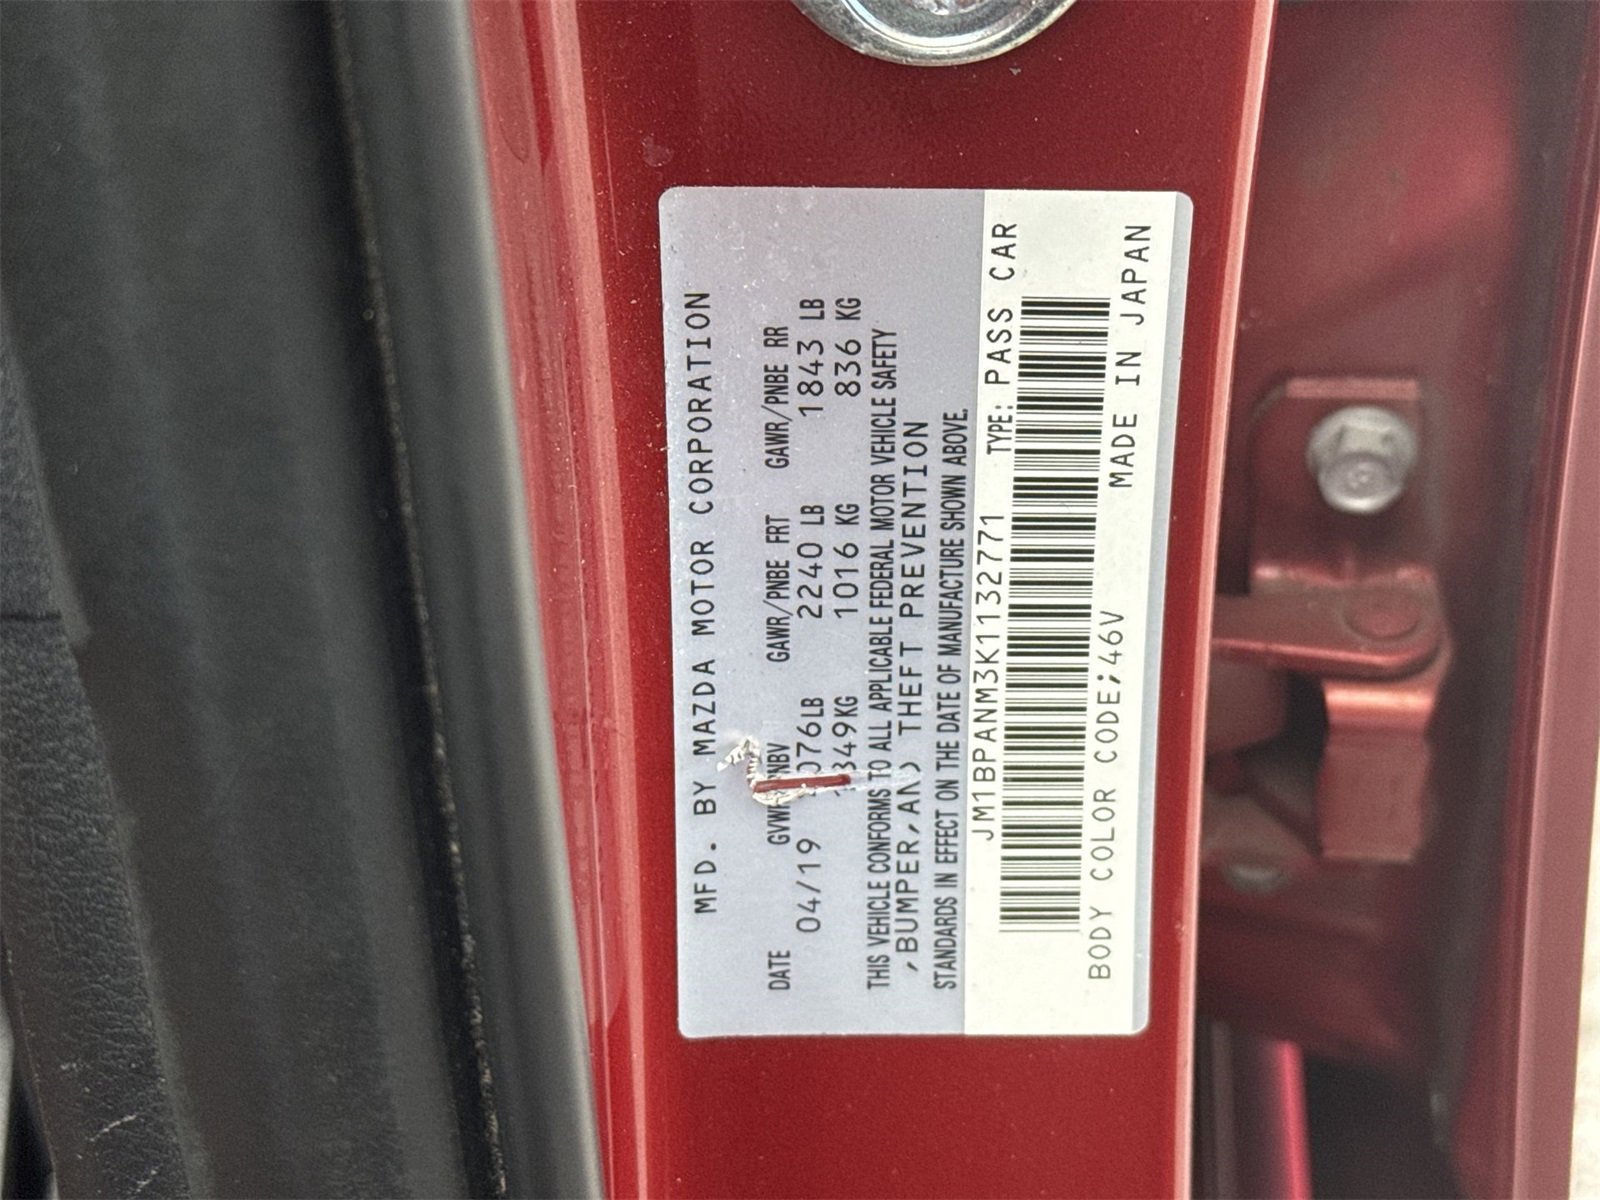 MFD. BY MAZDA MOTOR CORPORATION
DATE GAWR/PNBE FRT GAWR/PNBE RR
04/19 2240 LB 1843 LB
1016 KG 836 KG
THIS VEHICLE CONFORMS TO ALL APPLICABLE FEDERAL MOTOR VEHICLE SAFETY
,BUMPER,AND THEFT PREVENTION
STANDARDS IN EFFECT ON THE DATE OF MANUFACTURE SHOWN ABOVE.
JM1BPANM3K1132771 TYPE: PASS CAR
BODY COLOR CODE;46V MADE IN JAPAN